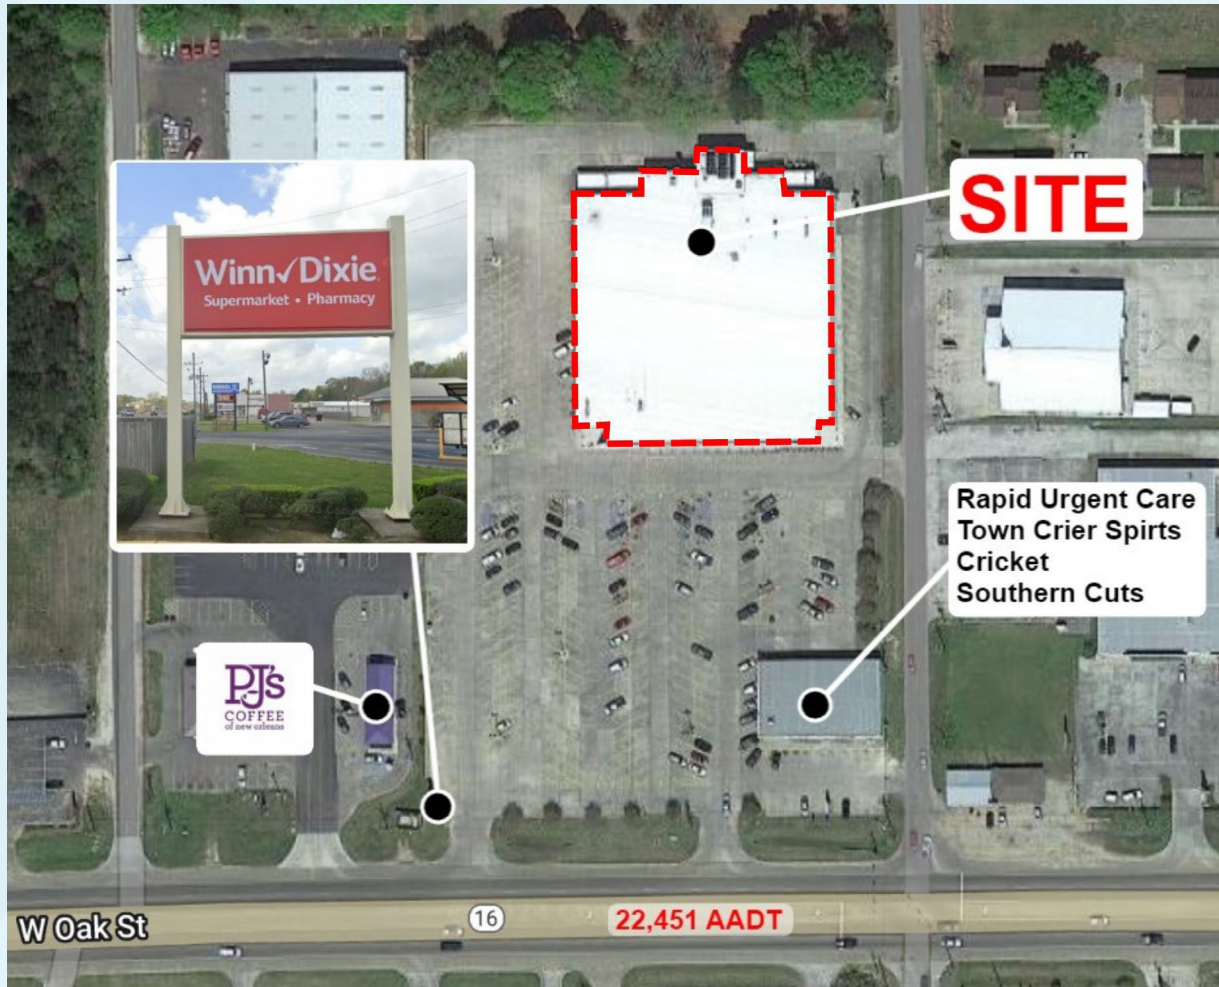 Winn✓Dixie
Supermarket • Pharmacy
SITE
Rapid Urgent Care
Town Crier Spirts
Cricket
Southern Cuts
PJ's
COFFEE
of new orleans
W Oak St
16
22,451 AADT